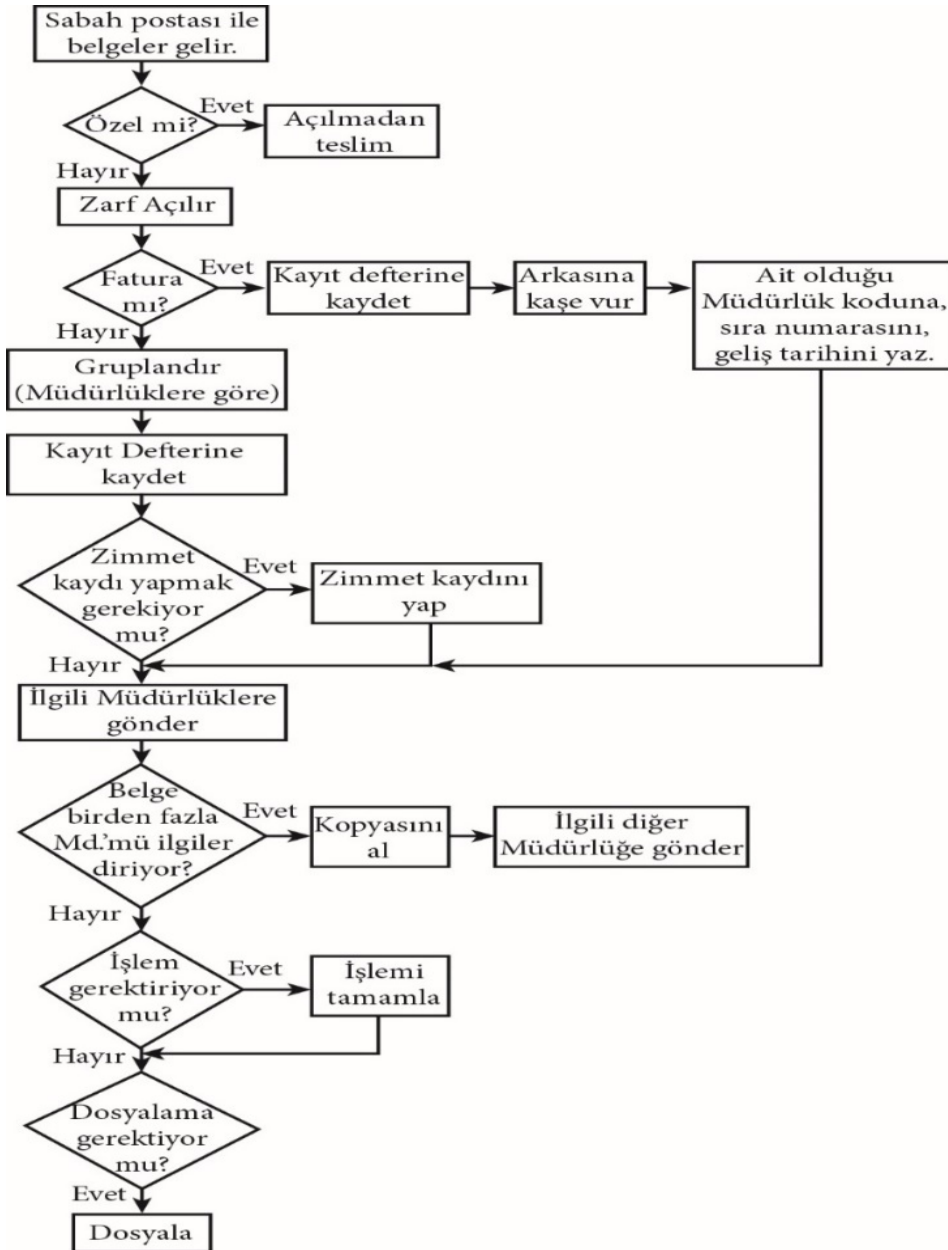 Sabah postası ile
belgeler gelir.
Özel mi?
Evet
Açılmadan
teslim
Hayır
Zarf Açılır
Fatura
mı?
Evet
Kayıt defterine
kaydet
Arkasına
kaşe vur
Ait olduğu
Müdürlük koduna,
sıra numarasını,
geliş tarihini yaz.
Hayır
Gruplandır
(Müdürlüklere göre)
Kayıt Defterine
kaydet
Zimmet
kaydı yapmak
gerekiyor
mu?
Evet
Zimmet kaydını
yap
Hayır
İlgili Müdürlüklere
gönder
Belge
birden fazla
Md.'mü ilgiler
diriyor?
Evet
Kopyasını
al
İlgili diğer
Müdürlüğe gönder
Hayır
İşlem
gerektiriyor
mu?
Evet
İşlemi
tamamla
Hayır
Dosyalama
gerektiyor
mu?
Evet
Dosyala